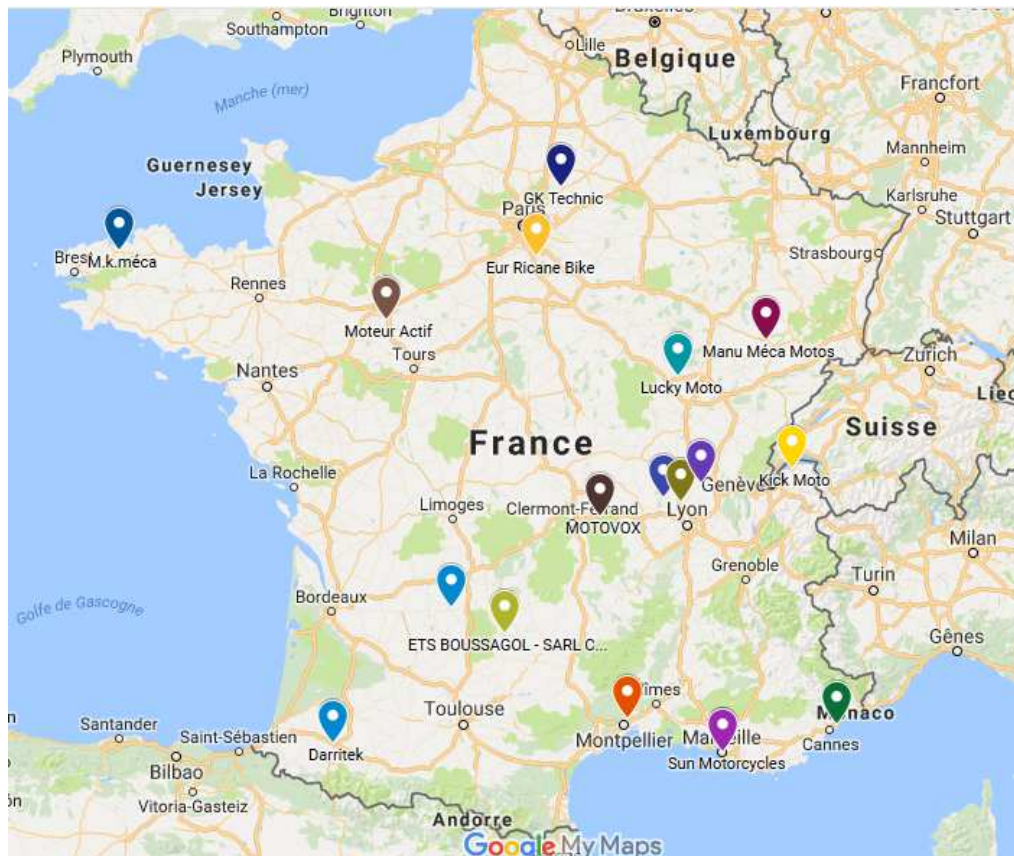 Bruxelles
Brighton
Southampton
Plymouth
Lille
Belgique
Francfort
Manche (mer)
Luxembourg
Mannheim
Guernesey
Jersey
GK Technic
Karlsruhe
Paris
Stuttgart
Strasbourg
M.k.méca
Eur Ricane Bike
Rennes
Moteur Actif
Manu Méca Motos
Tours
Zurich
Nantes
Lucky Moto
Suisse
France
La Rochelle
Genève
Kick Moto
Limoges
Clermont-Ferrand
MOTOVOX
Lyon
Milan
Grenoble
Turin
Golfe de Gascogne
Bordeaux
Gênes
ETS BOUSSAGOL - SARL C...
Toulouse
Monaco
Santander
Saint-Sébastien
Montpellier
Marseille
Cannes
Darritek
Sun Motorcycles
Bilbao
Vitoria-Gasteiz
Andorre
Google My Maps